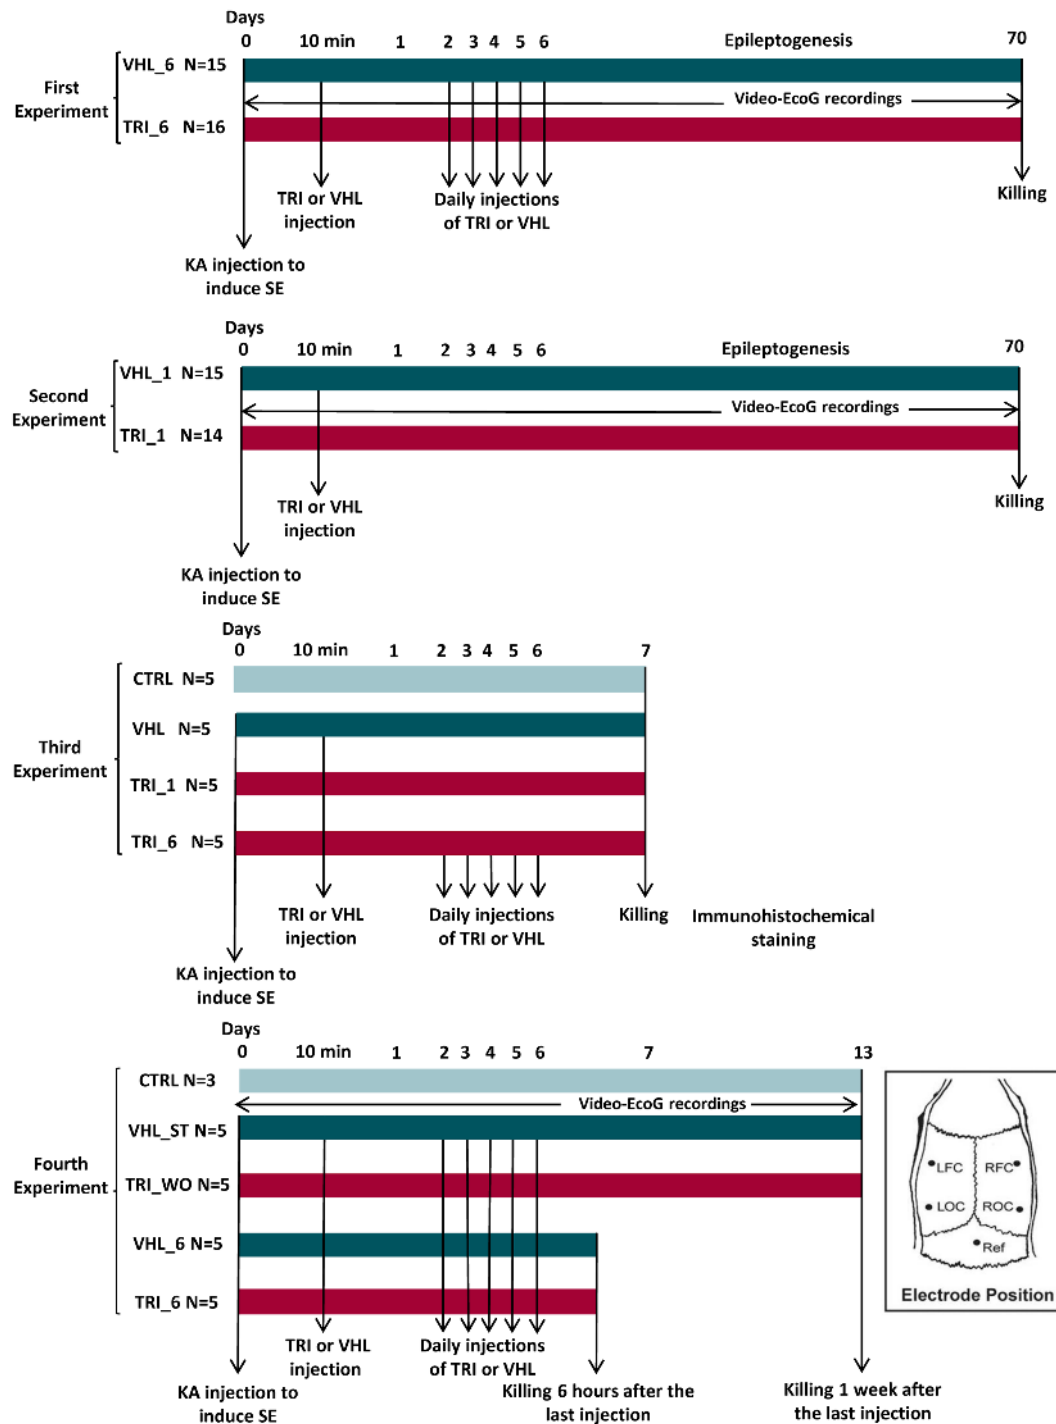 Days
0 10 min 1 2 3 4 5 6 Epileptogenesis 70
First
Experiment
VHL_6 N=15
Video-EcoG recordings
TRI_6 N=16
TRI or VHL
injection
Daily injections
of TRI or VHL
Killing
KA injection to
induce SE
Days
0 10 min 1 2 3 4 5 6 Epileptogenesis 70
Second
Experiment
VHL_1 N=15
Video-EcoG recordings
TRI_1 N=14
TRI or VHL
injection
Killing
KA injection to
induce SE
Days
0 10 min 1 2 3 4 5 6 7
Third
Experiment
CTRL N=5
VHL N=5
TRI_1 N=5
TRI_6 N=5
TRI or VHL
injection
Daily injections
of TRI or VHL
Killing
Immunohistochemical
staining
KA injection to
induce SE
Days
0 10 min 1 2 3 4 5 6 7 13
Fourth
Experiment
CTRL N=3
Video-EcoG recordings
VHL_ST N=5
TRI_WO N=5
VHL_6 N=5
TRI_6 N=5
TRI or VHL
injection
Daily injections
of TRI or VHL
KA injection to
induce SE
Killing 6 hours after the
last injection
Killing 1 week after
the last injection
LFC RFC
LOC ROC
Ref
Electrode Position